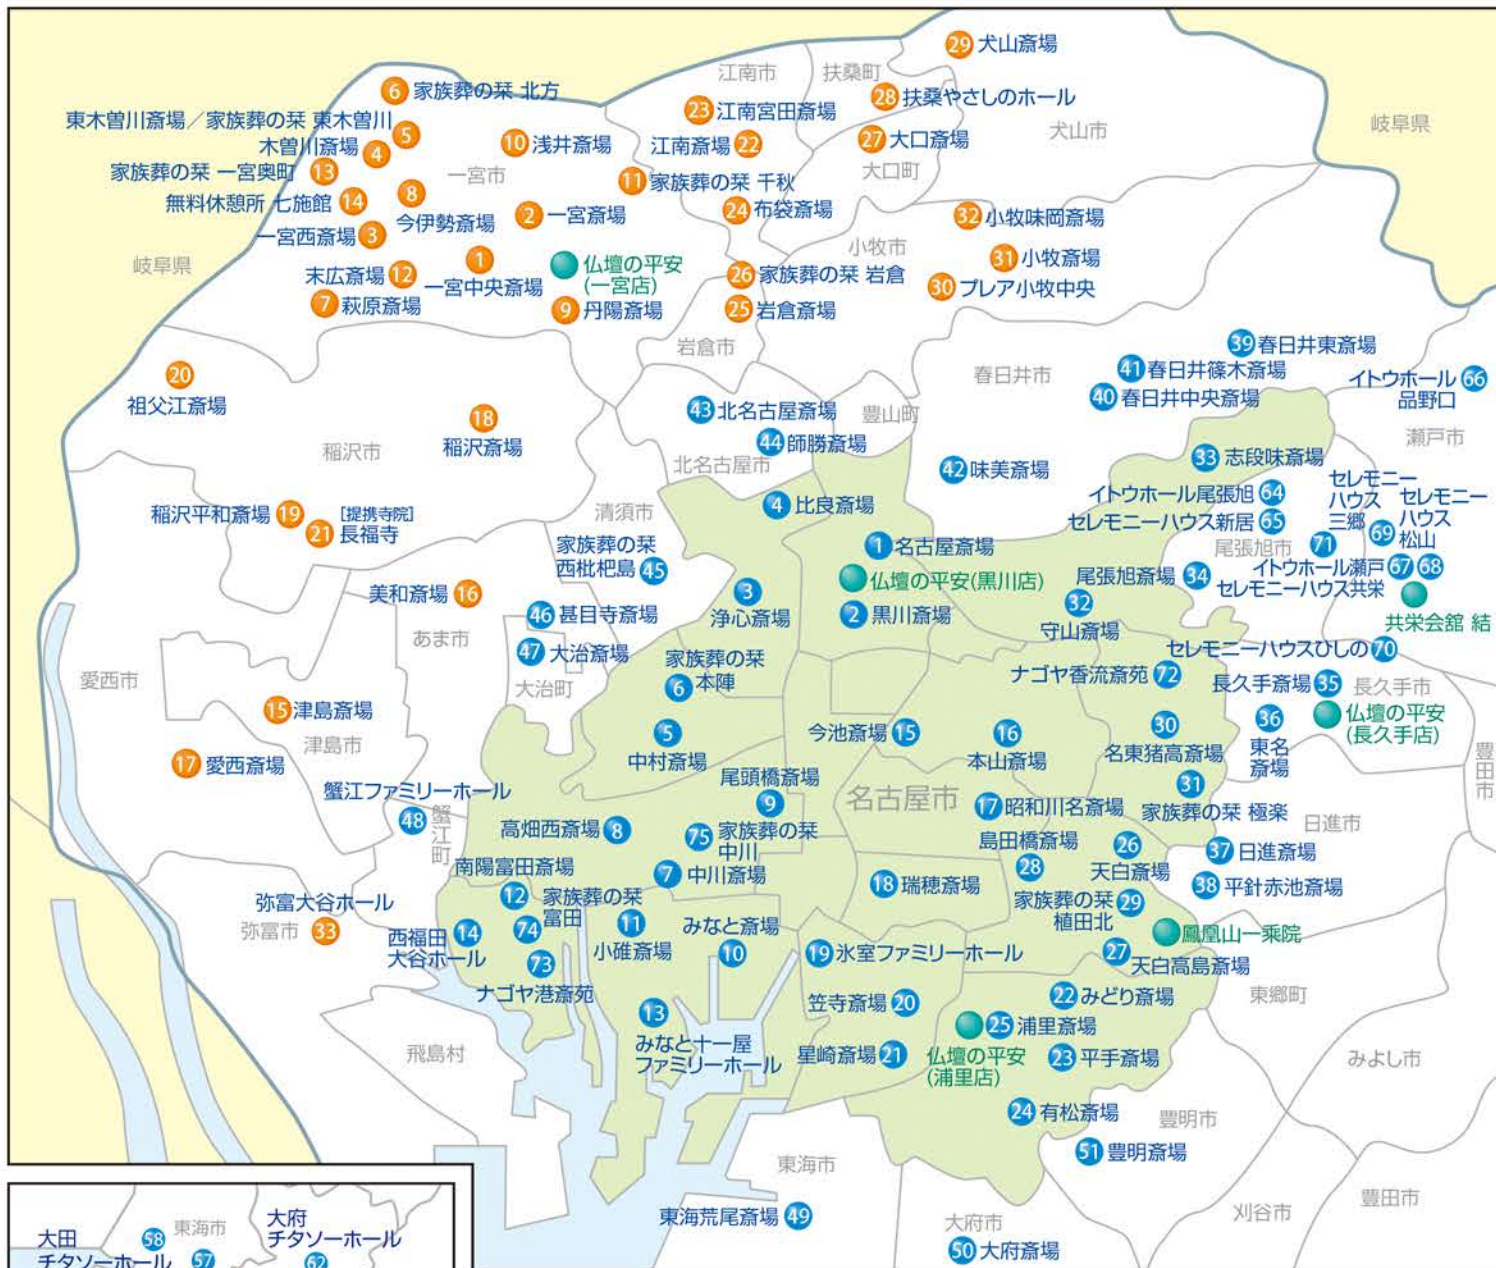 29 犬山斎場
江南市
扶桑町
6 家族葬の栞 北方
23 江南宮田斎場
28 扶桑やさしのホール
岐阜県
東木曽川斎場／家族葬の栞 東木曽川
5
犬山市
木曽川斎場 4
10 浅井斎場
江南斎場 22
27 大口斎場
家族葬の栞 一宮奥町 13
一宮市
11 家族葬の栞 千秋
大口町
無料休憩所 七施館 14
8
今伊勢斎場
2 一宮斎場
24 布袋斎場
32 小牧味岡斎場
一宮西斎場 3
小牧市
岐阜県
1
一宮中央斎場
仏壇の平安
(一宮店)
31 小牧斎場
末広斎場 12
26 家族葬の栞 岩倉
30 プレア小牧中央
7 萩原斎場
9 丹陽斎場
25 岩倉斎場
岩倉市
39 春日井東斎場
20
祖父江斎場
春日井市
41 春日井篠木斎場
イトウホール 66
品野口
40 春日井中央斎場
18
稲沢斎場
43 北名古屋斎場
豊山町
44 師勝斎場
瀬戸市
稲沢市
北名古屋市
42 味美斎場
33 志段味斎場
イトウホール尾張旭 64
セレモニー
ハウス
三郷
71
セレモニー
ハウス
松山
69
稲沢平和斎場 19
21 [提携寺院]
長福寺
清須市
4 比良斎場
セレモニーハウス新居 65
尾張旭市
家族葬の栞
西枇杷島 45
1 名古屋斎場
イトウホール瀬戸 67 68
セレモニーハウス共栄
仏壇の平安(黒川店)
尾張旭斎場 34
美和斎場 16
3
浄心斎場
2 黒川斎場
32
守山斎場
共栄会舘 結
46 甚目寺斎場
あま市
47 大治斎場
セレモニーハウスひしの 70
家族葬の栞
6 本陣
ナゴヤ香流斎苑 72
長久手斎場 35
長久手市
愛西市
大治町
仏壇の平安
(長久手店)
15 津島斎場
津島市
5
中村斎場
今池斎場 15
16
本山斎場
30
名東猪高斎場
36
東名
斎場
豊田市
17 愛西斎場
尾頭橋斎場
9
31
家族葬の栞 極楽
蟹江ファミリーホール
48
蟹江町
名古屋市
17 昭和川名斎場
日進市
高畑西斎場 8
75 家族葬の栞
中川
島田橋斎場
28
26
天白斎場
37 日進斎場
南陽富田斎場
12
7 中川斎場
18 瑞穂斎場
38 平針赤池斎場
家族葬の栞
富田
74
家族葬の栞 29
植田北
弥富大谷ホール
33
弥富市
西福田 14
大谷ホール
11
小碓斎場
みなと斎場
10
19 氷室ファミリーホール
鳳凰山一乗院
73
ナゴヤ港斎苑
27
天白高島斎場
東郷町
22 みどり斎場
笠寺斎場 20
13
みなと十一屋
ファミリーホール
25 浦里斎場
仏壇の平安
(浦里店)
飛島村
星崎斎場 21
23 平手斎場
みよし市
24 有松斎場
豊明市
51 豊明斎場
東海市
豊田市
東海荒尾斎場 49
大府市
刈谷市
50 大府斎場
大田
チタソーホール
58
東海市
57
大府
チタソーホール
62